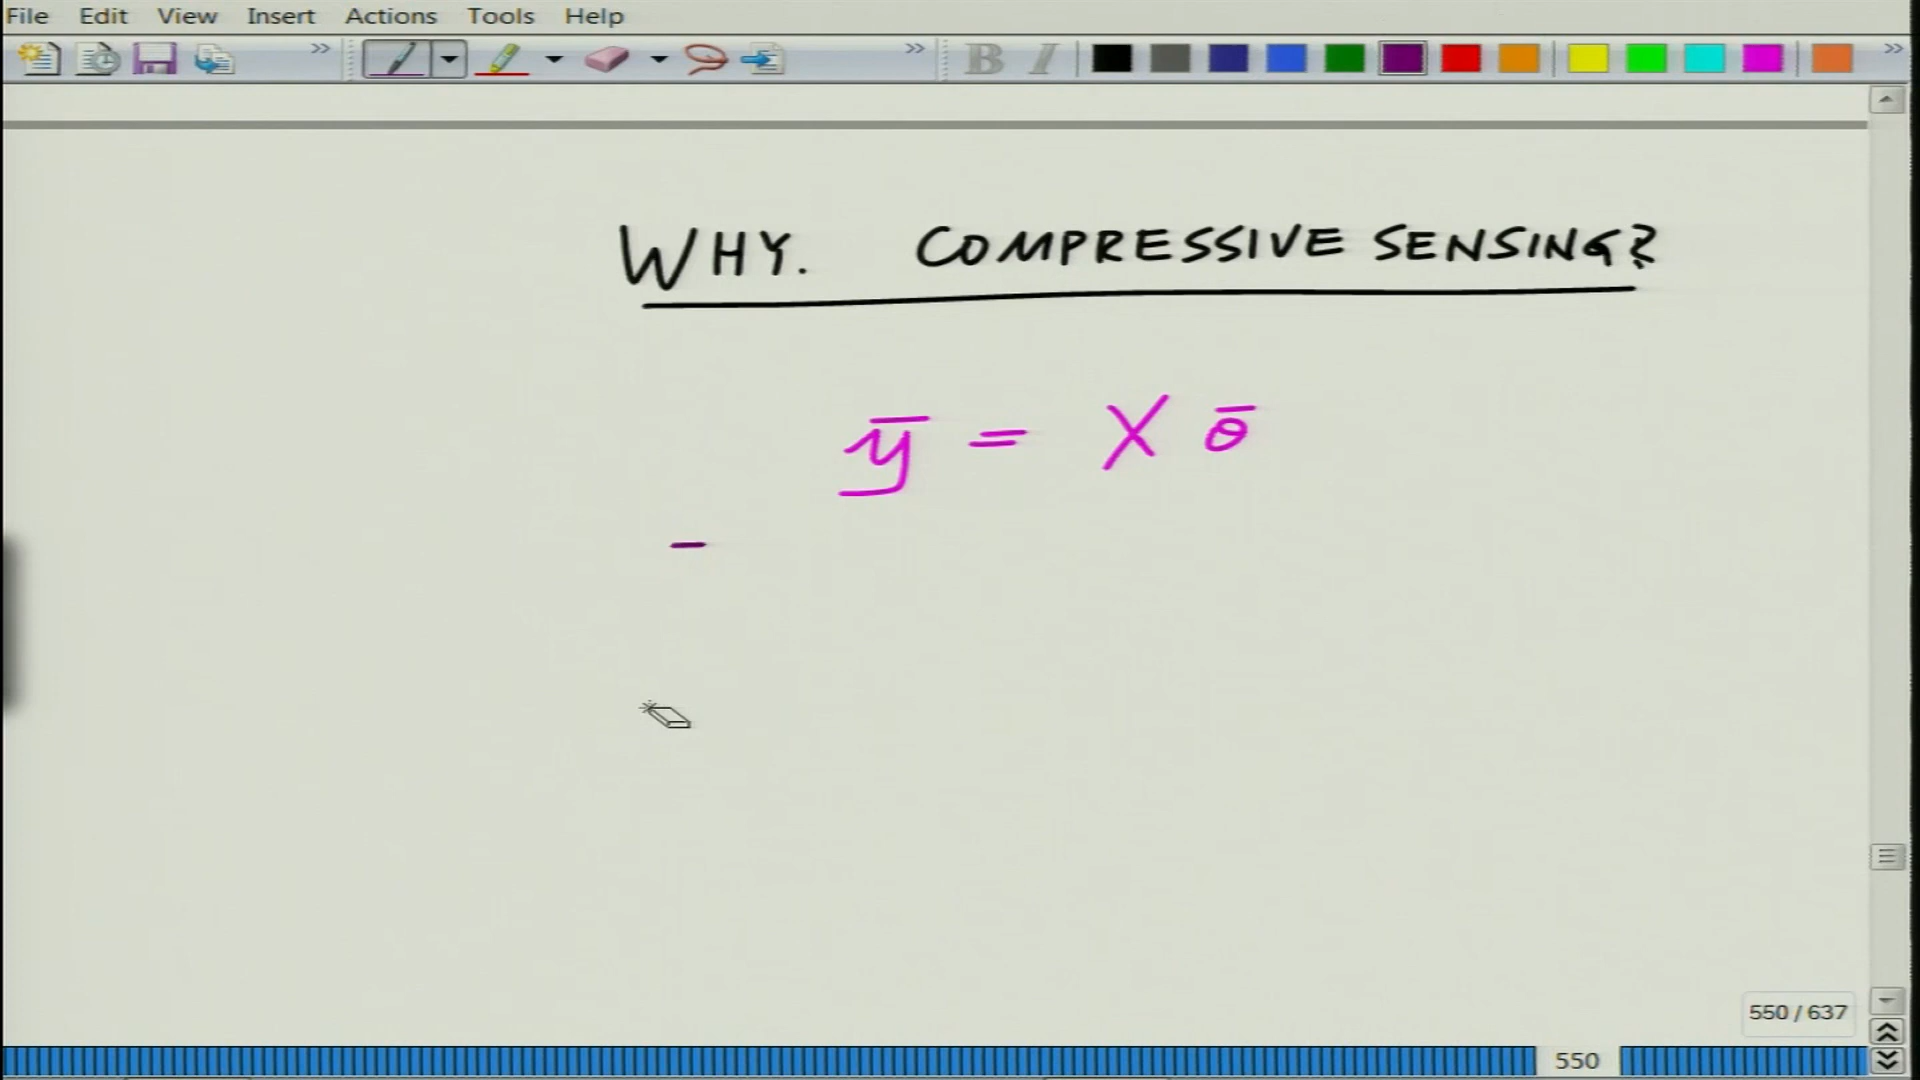 File Edit View Insert Actions Tools Help
B I
WHY. COMPRESSIVE SENSING?
ȳ = X θ̄
550 / 637
550